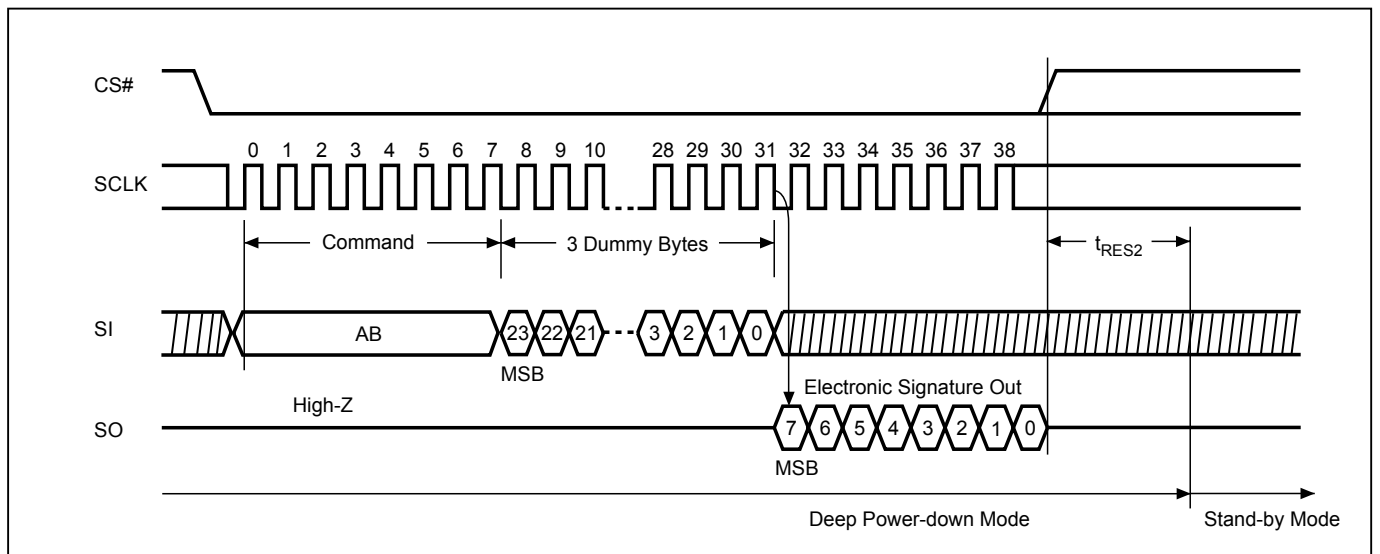 CS#
0 1 2 3 4 5 6 7 8 9 10 28 29 30 31 32 33 34 35 36 37 38
SCLK
Command 3 Dummy Bytes tRES2
SI AB 23 22 21 3 2 1 0
MSB
Electronic Signature Out
High-Z
SO 7 6 5 4 3 2 1 0
MSB
Deep Power-down Mode Stand-by Mode